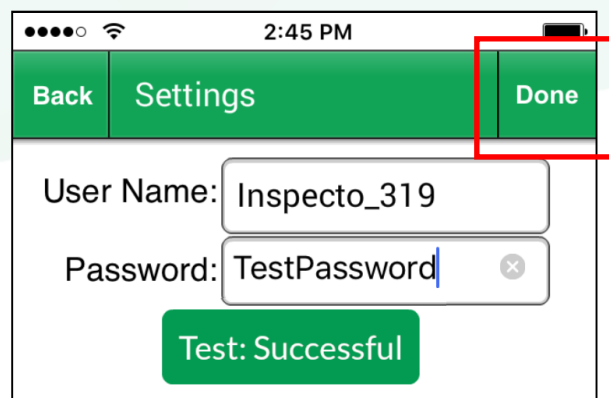 2:45 PM
Back Settings Done
User Name: Inspecto_319
Password: TestPassword
Test: Successful